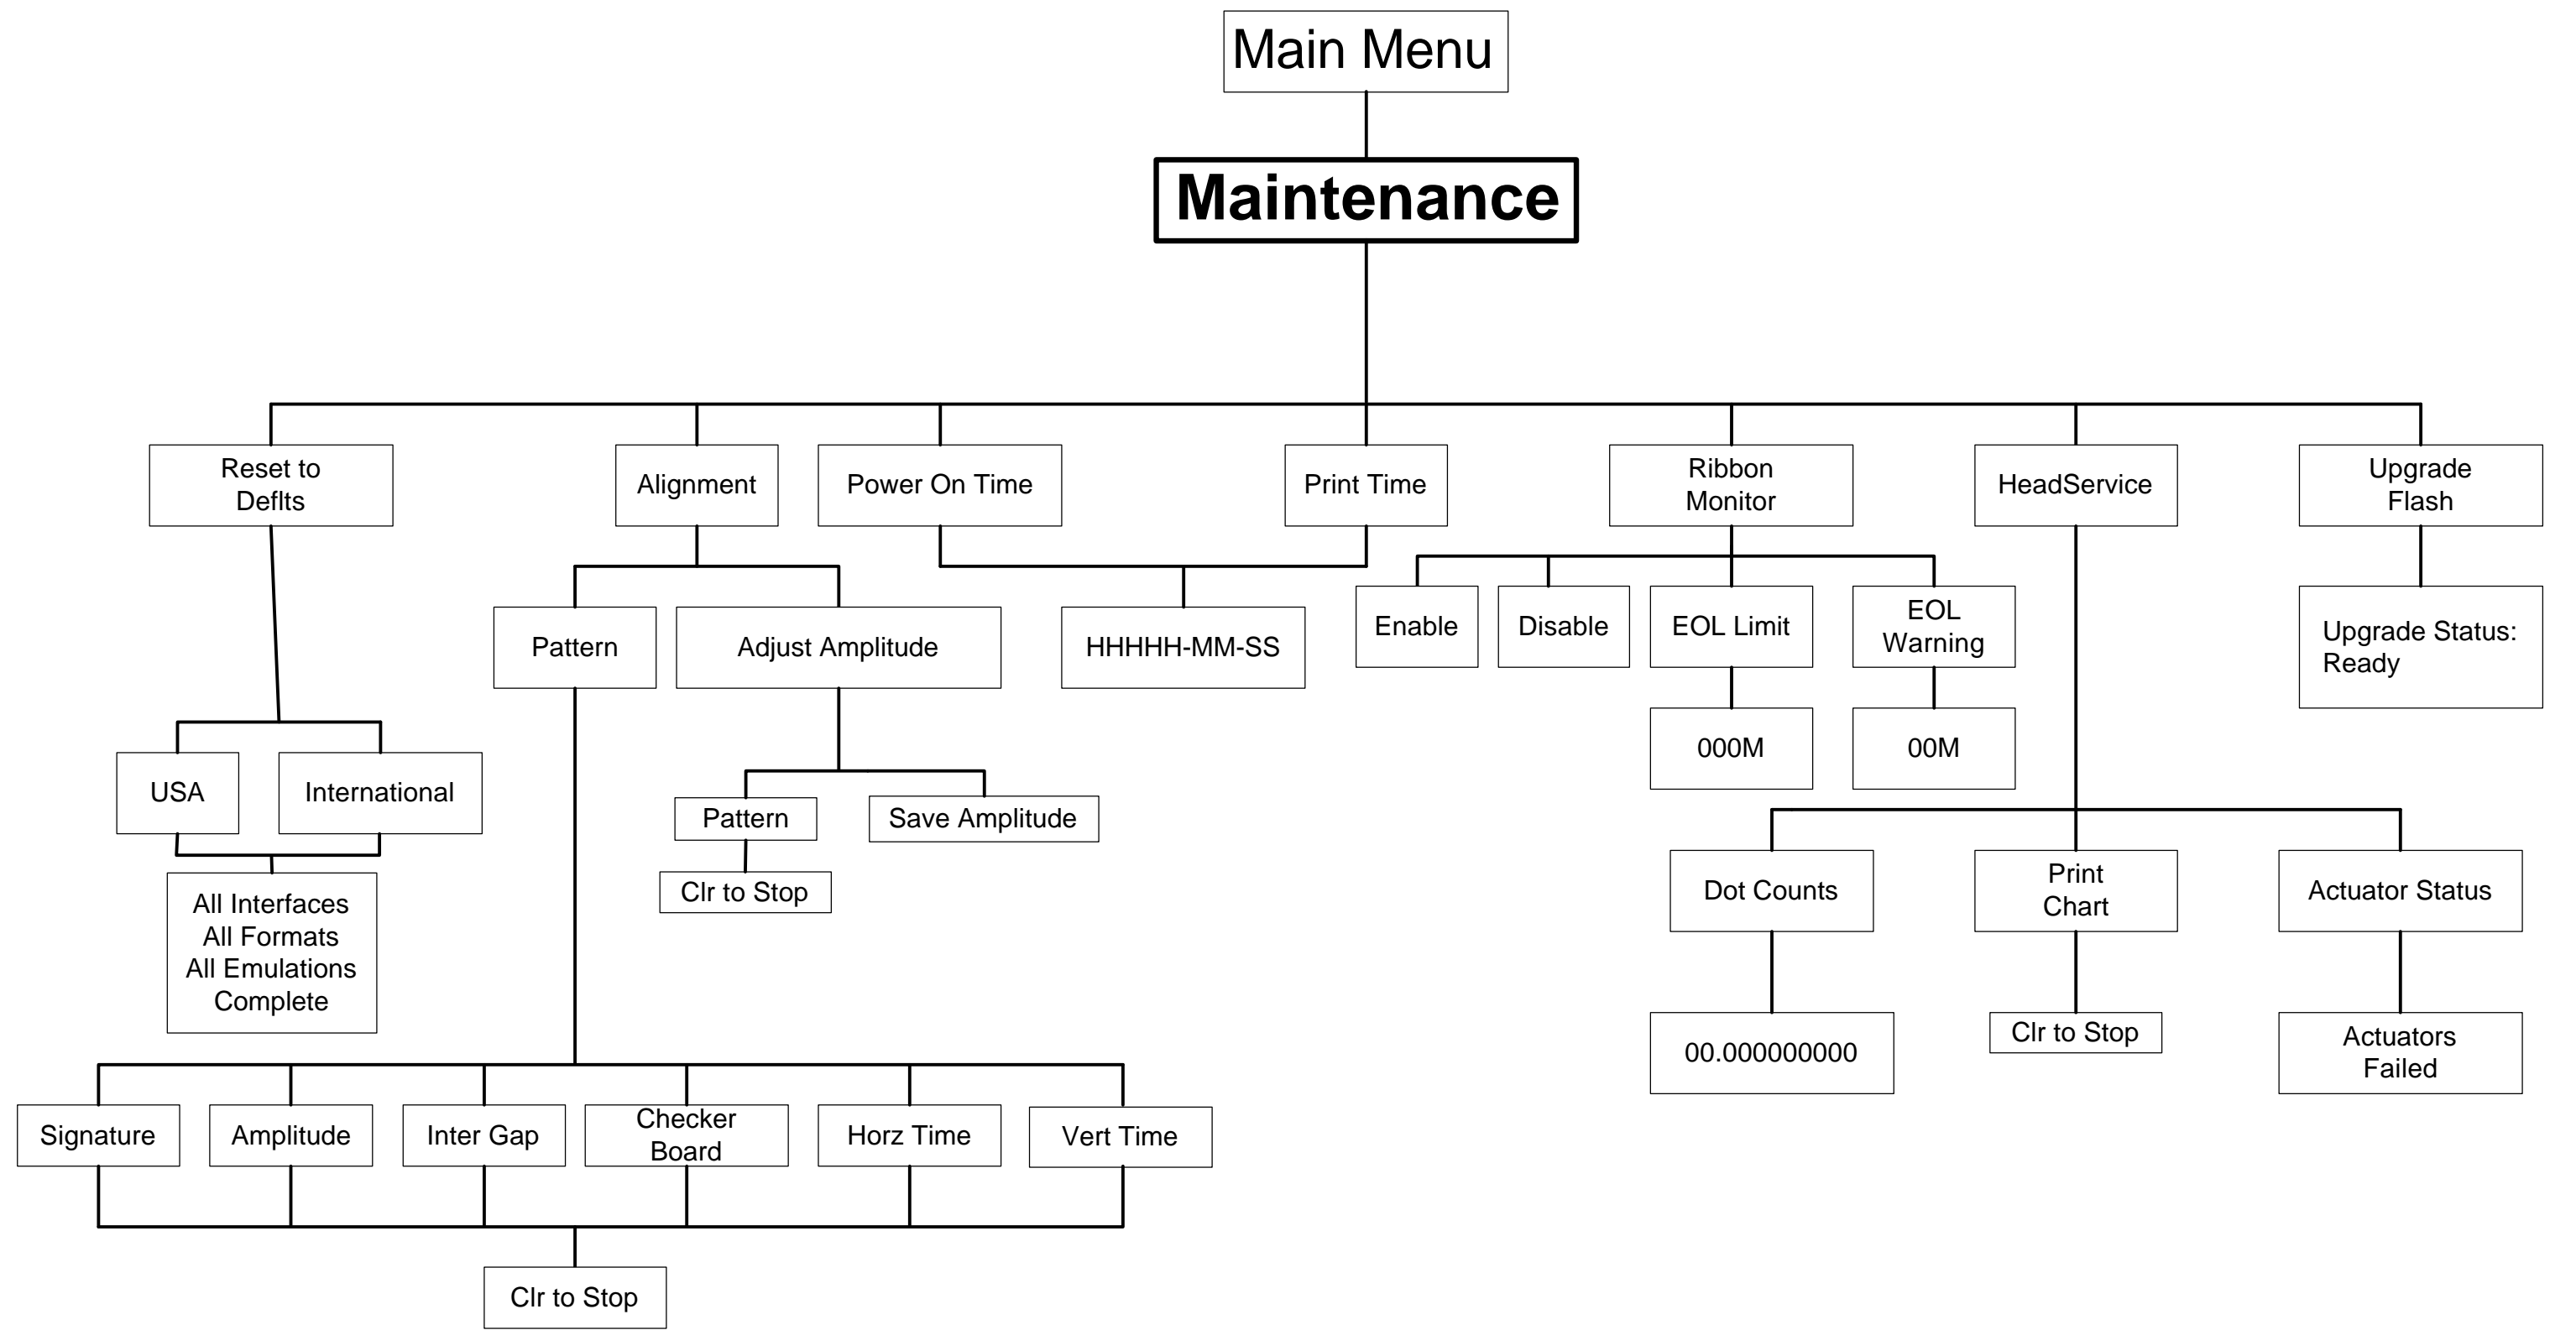 Main Menu
Maintenance
Reset to
Deflts
Alignment
Power On Time
Print Time
Ribbon
Monitor
HeadService
Upgrade
Flash
Pattern
Adjust Amplitude
HHHHH-MM-SS
Enable
Disable
EOL Limit
EOL
Warning
Upgrade Status:
Ready
USA
International
000M
00M
Pattern
Save Amplitude
Clr to Stop
All Interfaces
All Formats
All Emulations
Complete
Dot Counts
Print
Chart
Actuator Status
00.000000000
Clr to Stop
Actuators
Failed
Signature
Amplitude
Inter Gap
Checker
Board
Horz Time
Vert Time
Clr to Stop